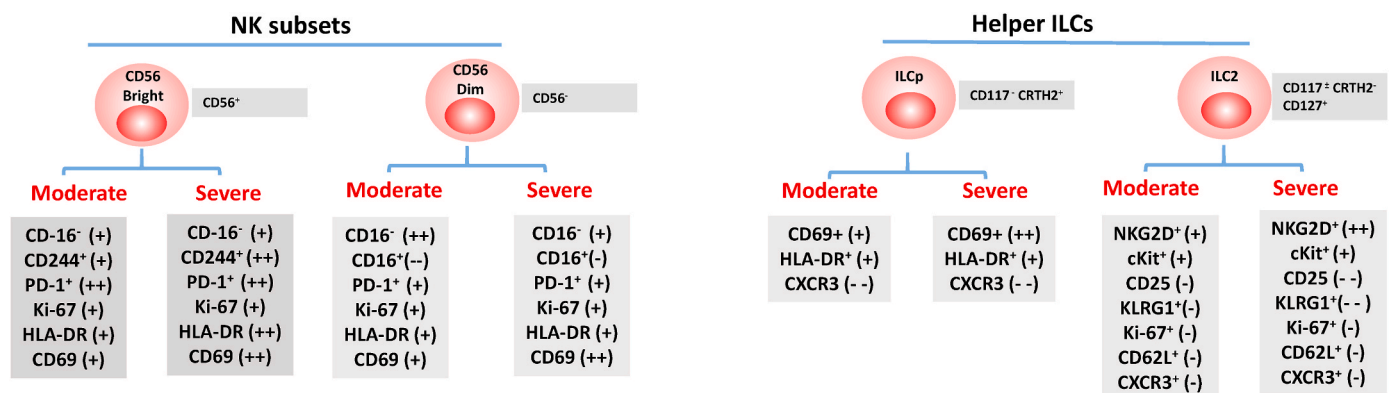 NK subsets
CD56
Bright
CD56⁺
CD56
Dim
CD56⁻
Moderate
CD-16⁻ (+)
CD244⁺ (+)
PD-1⁺ (++)
Ki-67 (+)
HLA-DR (+)
CD69 (+)
Severe
CD-16⁻ (+)
CD244⁺ (++)
PD-1⁺ (++)
Ki-67 (+)
HLA-DR (++)
CD69 (++)
Moderate
CD16⁻ (++)
CD16⁺(--)
PD-1⁺ (+)
Ki-67 (+)
HLA-DR (+)
CD69 (+)
Severe
CD16⁻ (+)
CD16⁺(-)
PD-1⁺ (+)
Ki-67 (+)
HLA-DR (+)
CD69 (++)
Helper ILCs
ILCp
CD117⁻ CRTH2⁺
ILC2
CD117± CRTH2⁻
CD127⁺
Moderate
CD69+ (+)
HLA-DR⁺ (+)
CXCR3 (- -)
Severe
CD69+ (++)
HLA-DR⁺ (+)
CXCR3 (- -)
Moderate
NKG2D⁺ (+)
cKit⁺ (+)
CD25 (-)
KLRG1⁺(-)
Ki-67⁺ (-)
CD62L⁺ (-)
CXCR3⁺ (-)
Severe
NKG2D⁺ (++)
cKit⁺ (+)
CD25 (- -)
KLRG1⁺(- -)
Ki-67⁺ (-)
CD62L⁺ (-)
CXCR3⁺ (-)